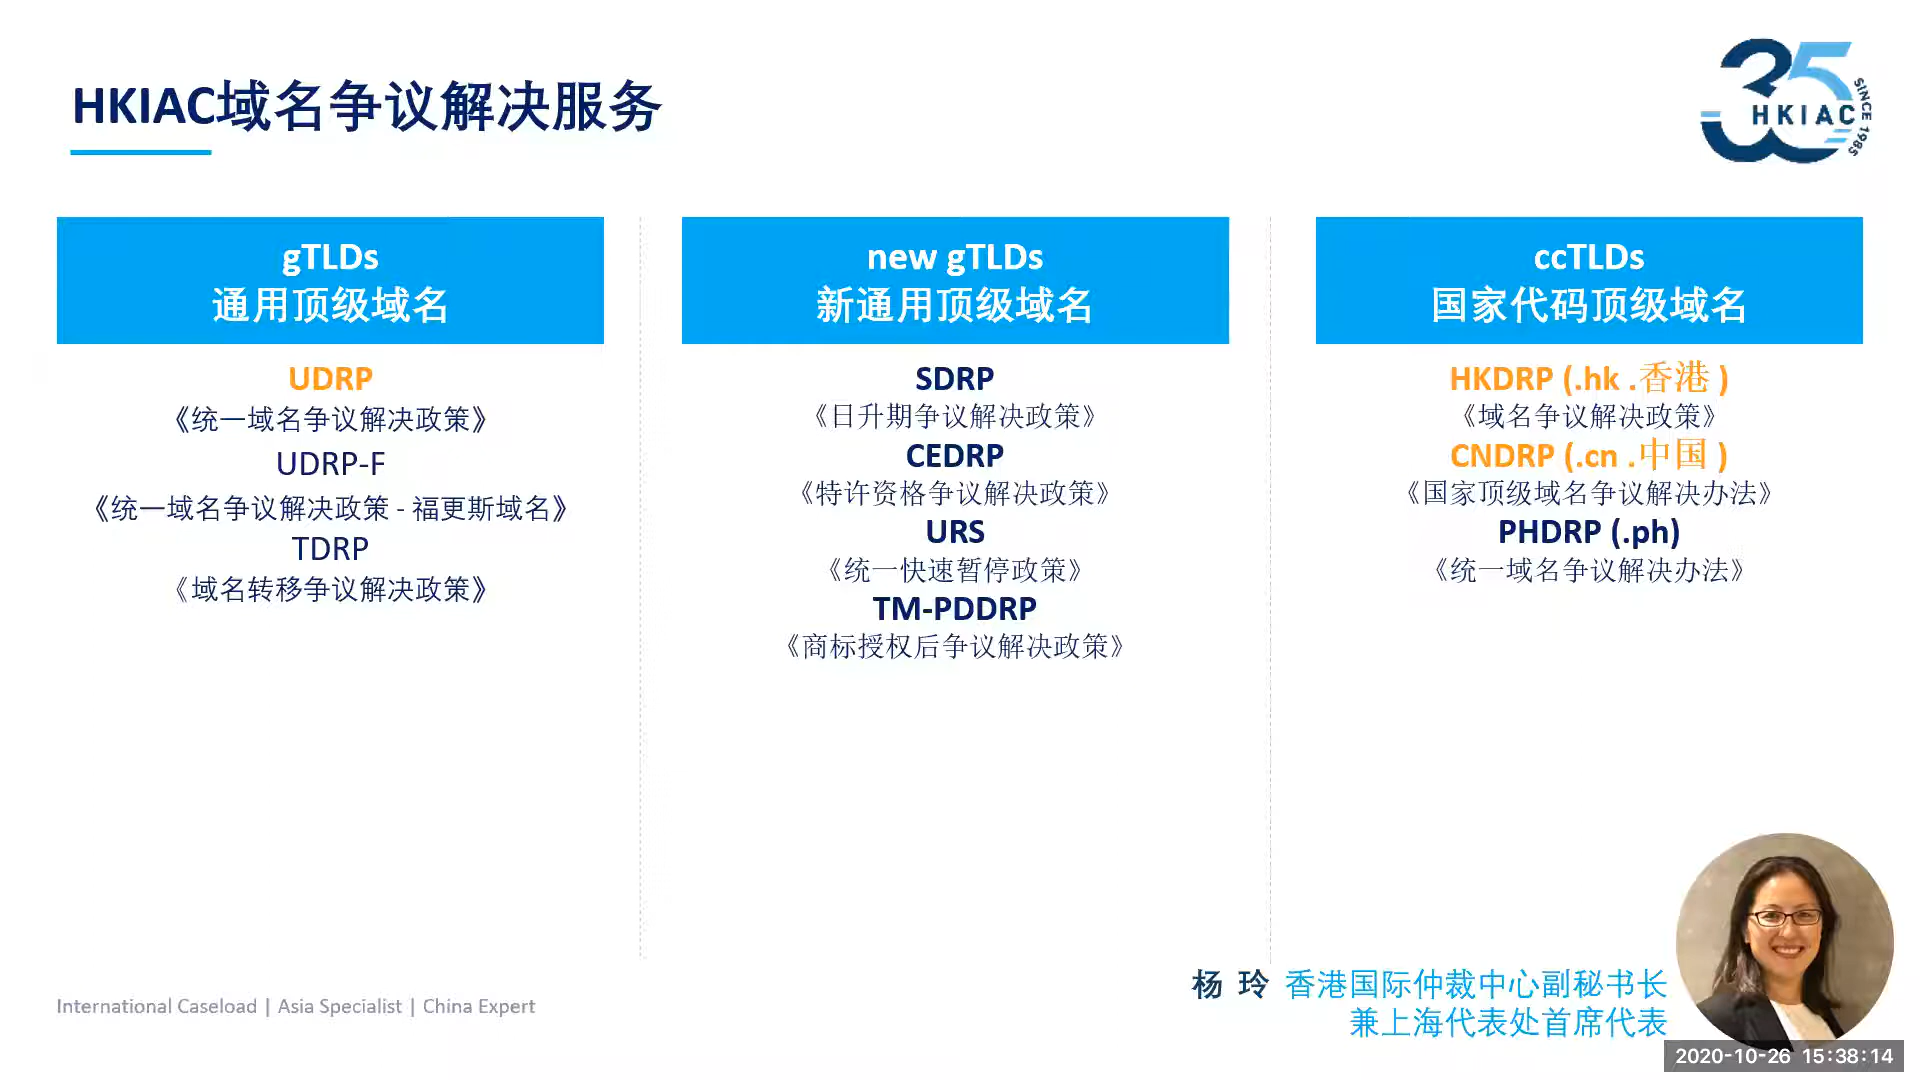 HKIAC域名争议解决服务
35
HKIAC
SINCE 1985
gTLDs
通用顶级域名
UDRP
《统一域名争议解决政策》
UDRP-F
《统一域名争议解决政策 - 福更斯域名》
TDRP
《域名转移争议解决政策》
new gTLDs
新通用顶级域名
SDRP
《日升期争议解决政策》
CEDRP
《特许资格争议解决政策》
URS
《统一快速暂停政策》
TM-PDDRP
《商标授权后争议解决政策》
ccTLDs
国家代码顶级域名
HKDRP (.hk .香港 )
《域名争议解决政策》
CNDRP (.cn .中国 )
《国家顶级域名争议解决办法》
PHDRP (.ph)
《统一域名争议解决办法》
International Caseload | Asia Specialist | China Expert
杨 玲 香港国际仲裁中心副秘书长
兼上海代表处首席代表
2020-10-26 15:38:14